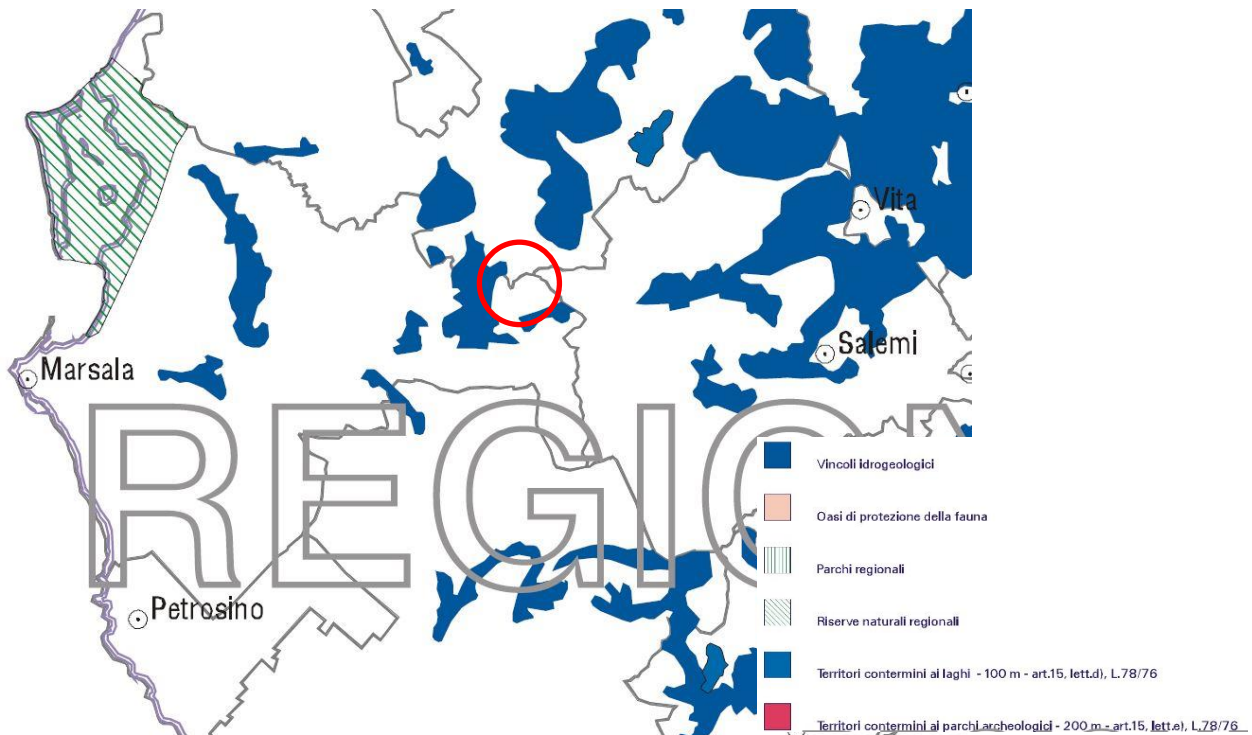 Vita
Salemi
Marsala
REGIO
Petrosino
Vincoli idrogeologici
Oasi di protezione della fauna
Parchi regionali
Riserve naturali regionali
Territori contermini ai laghi - 100 m - art.15, lett.d), L.78/76
Territori contermini ai parchi archeologici - 200 m - art.15, lett.e), L.78/76